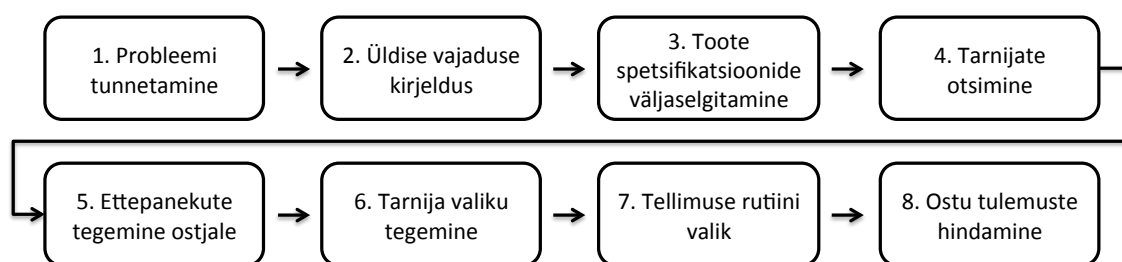 1. Probleemi
tunnetamine
2. Üldise vajaduse
kirjeldus
3. Toote
spetsifikatsioonide
väljaselgitamine
4. Tarnijate
otsimine
5. Ettepanekute
tegemine ostjale
6. Tarnija valiku
tegemine
7. Tellimuse rutiini
valik
8. Ostu tulemuste
hindamine